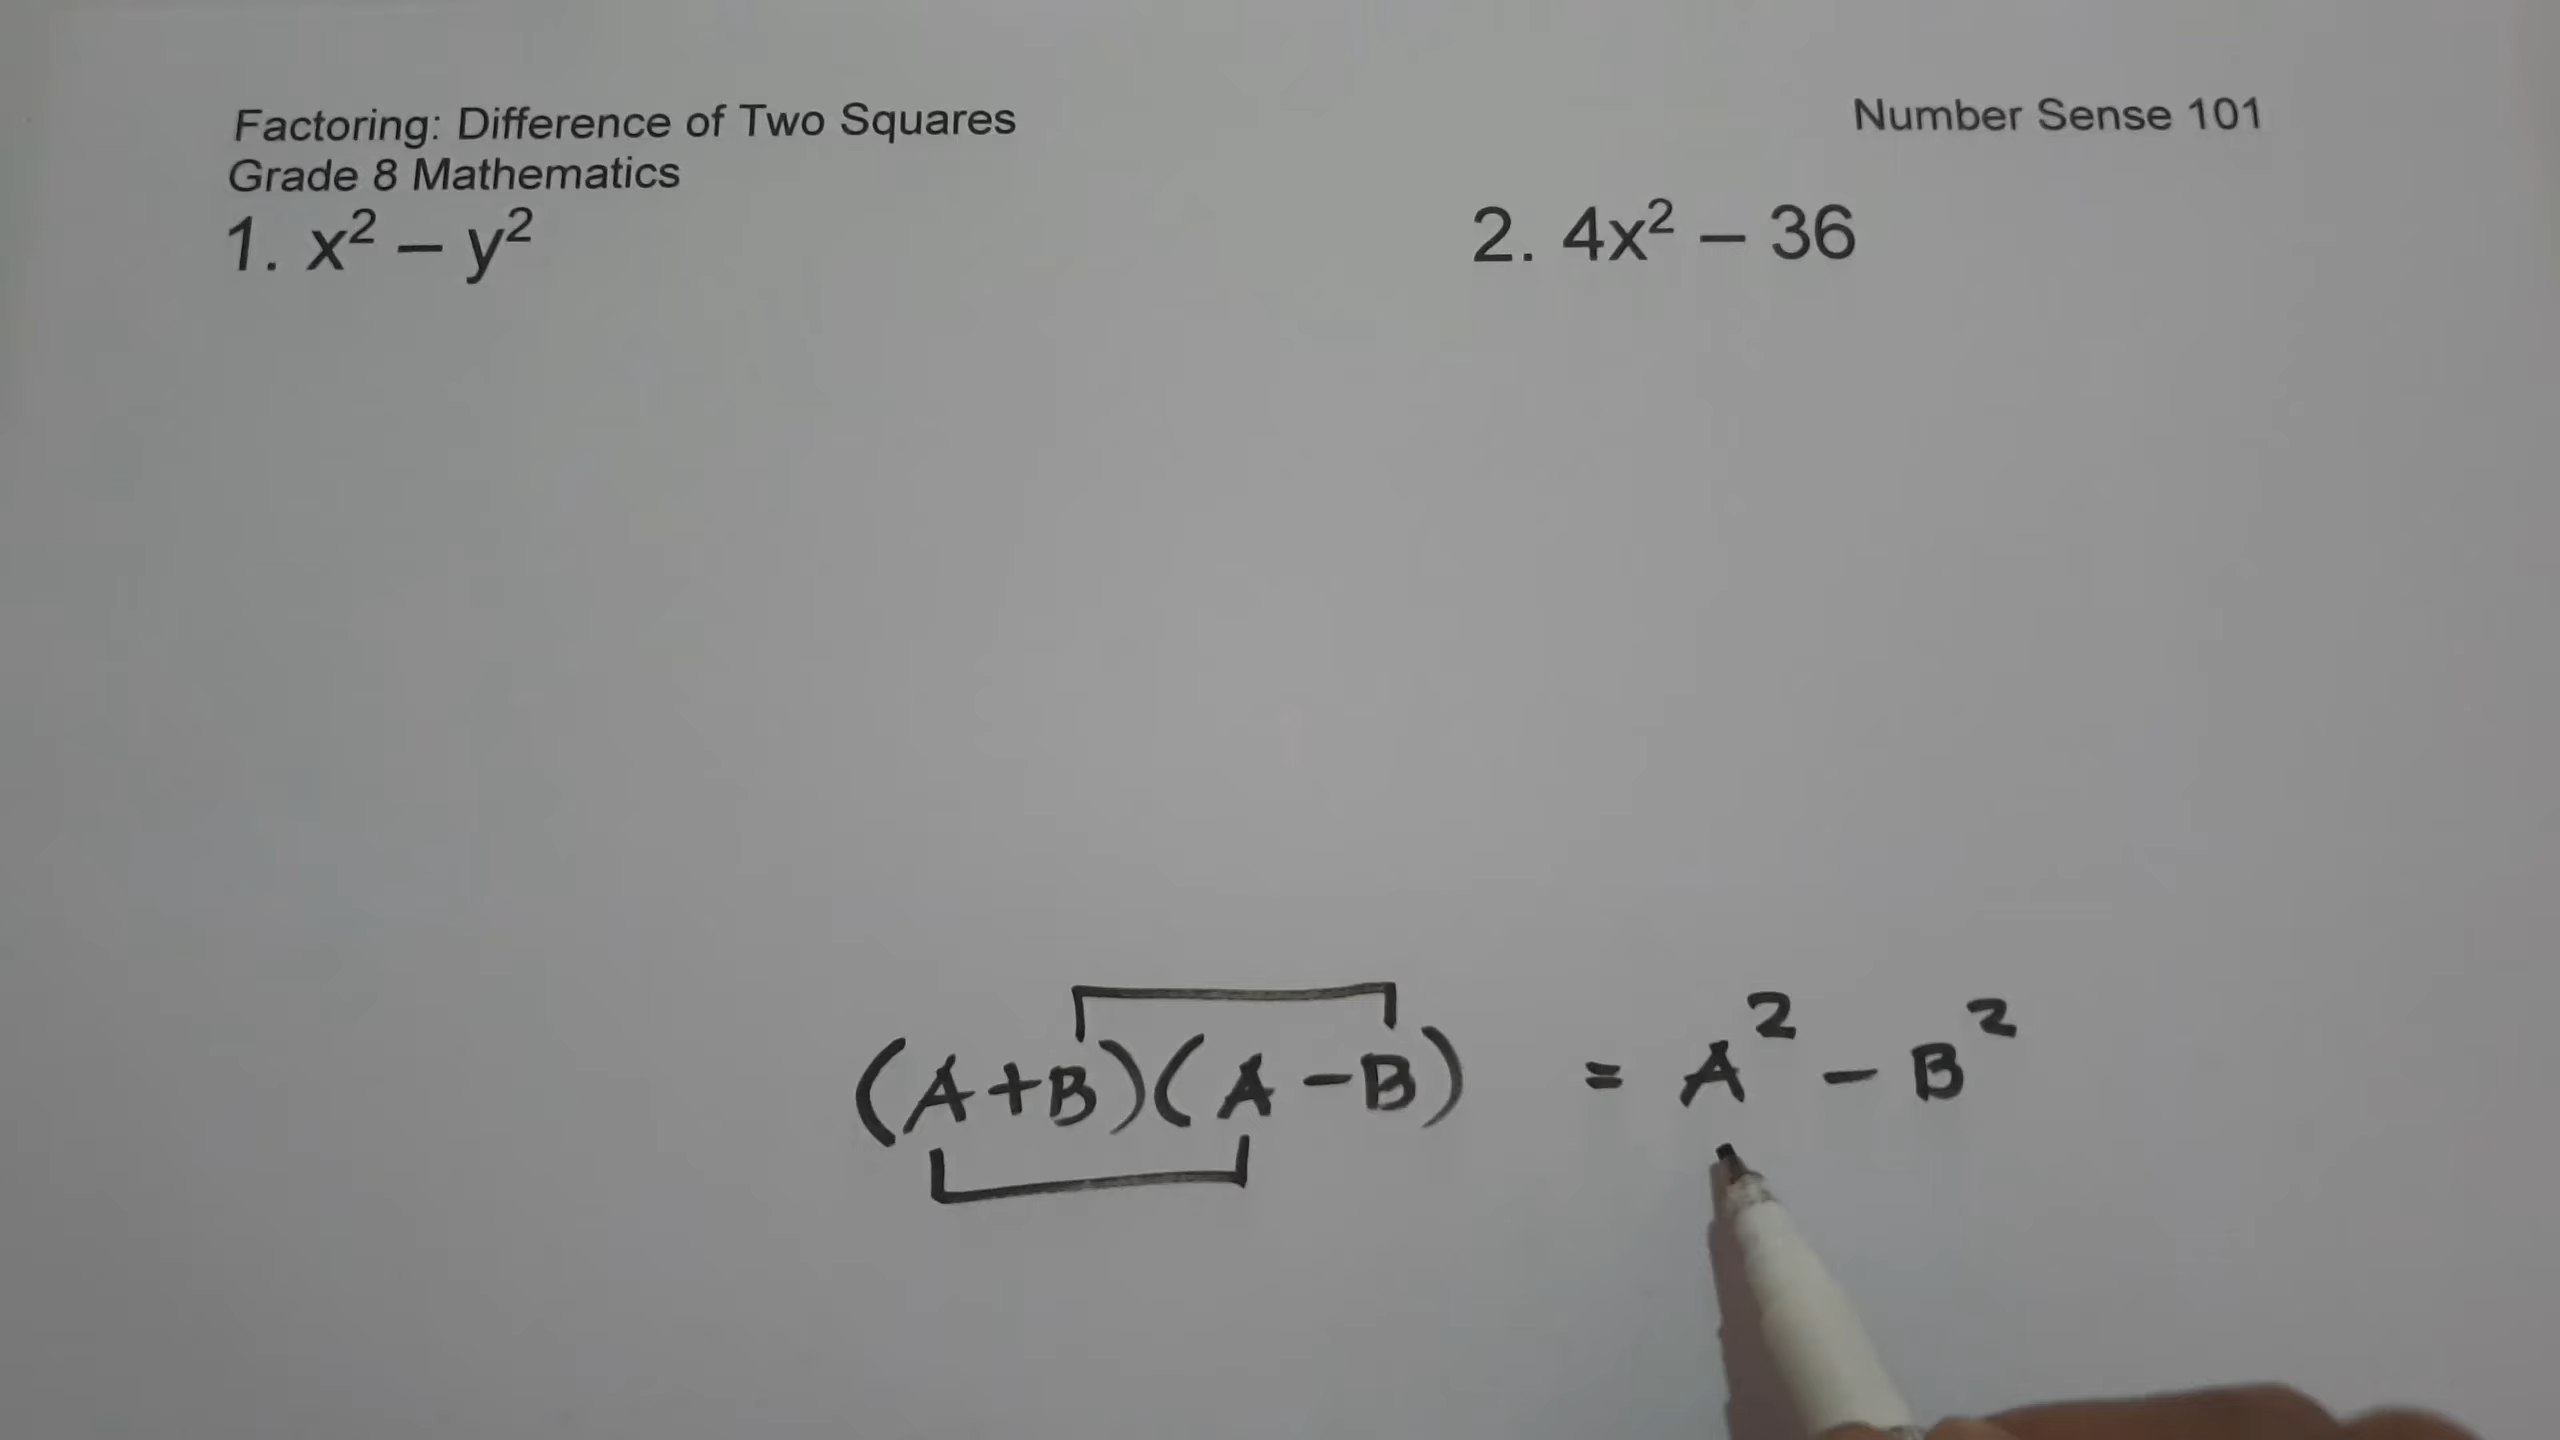 Factoring: Difference of Two Squares
Number Sense 101
Grade 8 Mathematics
1. x² – y²
2. 4x² – 36
(A+B)(A-B) = A² - B²